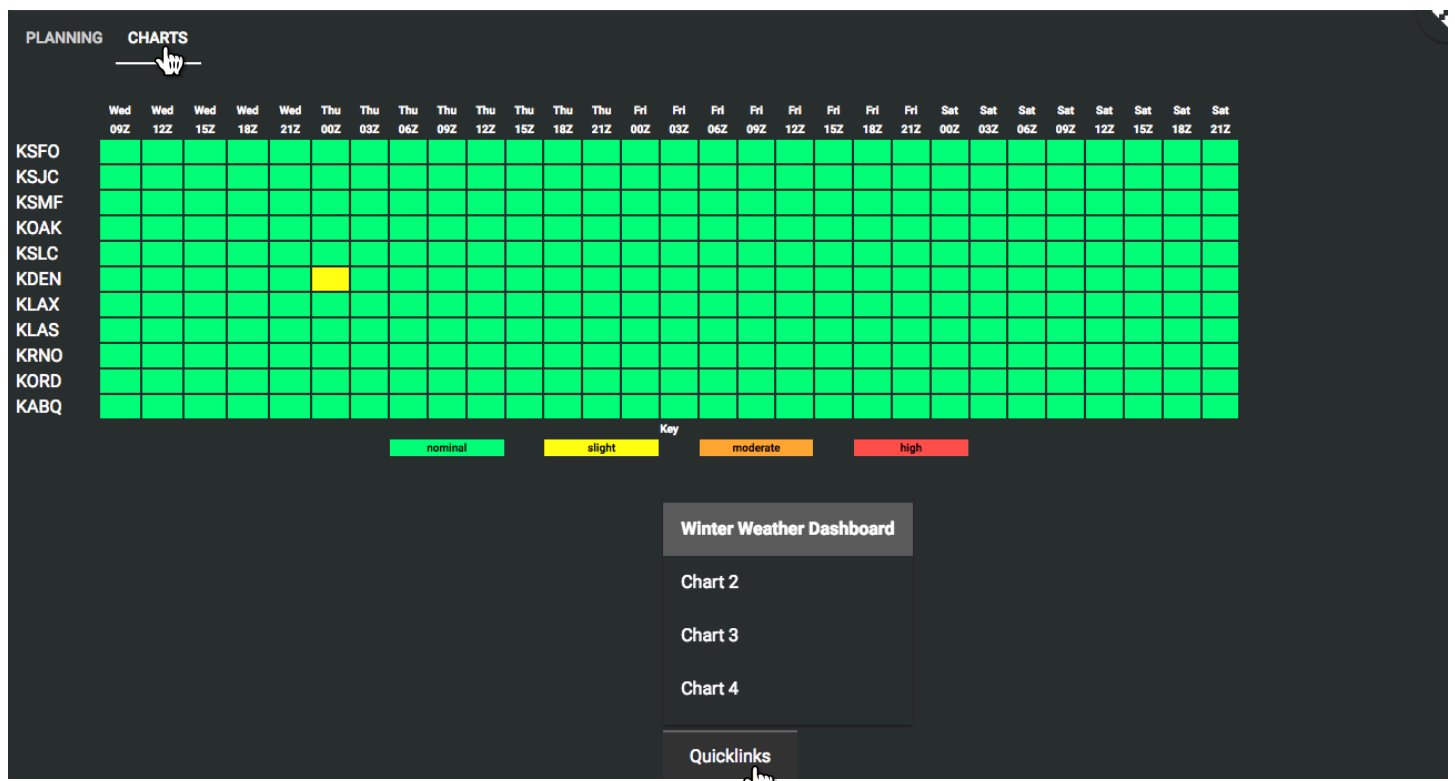 PLANNING CHARTS
Wed Wed Wed Wed Wed Thu Thu Thu Thu Thu Thu Thu Thu Fri Fri Fri Fri Fri Fri Fri Fri Sat Sat Sat Sat Sat Sat Sat Sat
09Z 12Z 15Z 18Z 21Z 00Z 03Z 06Z 09Z 12Z 15Z 18Z 21Z 00Z 03Z 06Z 09Z 12Z 15Z 18Z 21Z 00Z 03Z 06Z 09Z 12Z 15Z 18Z 21Z
KSFO
KSJC
KSMF
KOAK
KSLC
KDEN
KLAX
KLAS
KRNO
KORD
KABQ
Key
nominal slight moderate high
Winter Weather Dashboard
Chart 2
Chart 3
Chart 4
Quicklinks